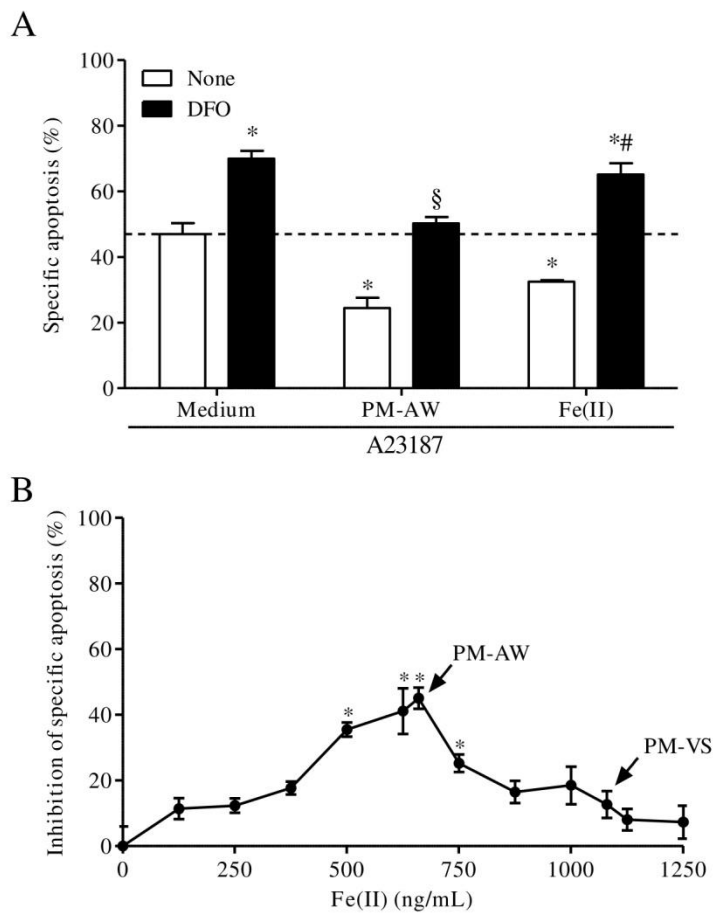 A
Specific apoptosis (%)
100
80
60
40
20
0
None
DFO
*
*
§
*
*#
Medium
PM-AW
Fe(II)
A23187
B
Inhibition of specific apoptosis (%)
100
80
60
40
20
0
*
* *
*
PM-AW
PM-VS
0
250
500
750
1000
1250
Fe(II) (ng/mL)